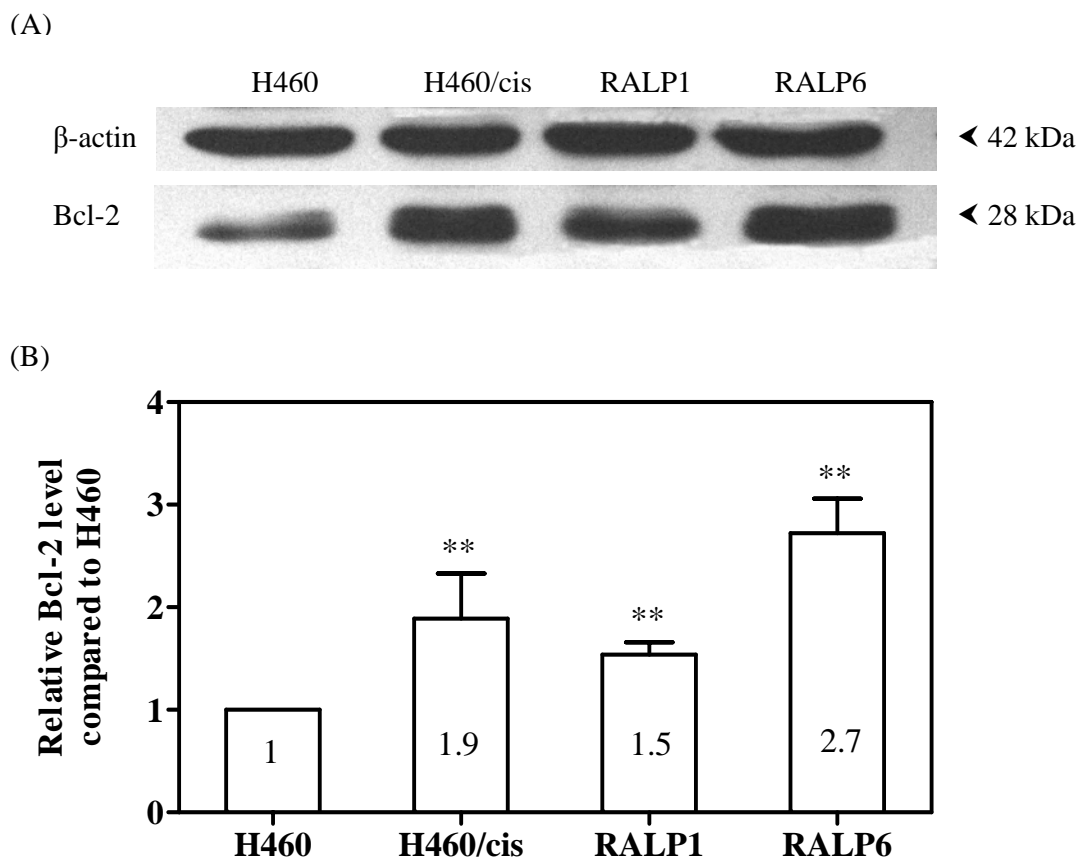 (A)
H460 H460/cis RALP1 RALP6
β-actin 42 kDa
Bcl-2 28 kDa
(B)
Relative Bcl-2 level
compared to H460
4
3
2
1
0
** ** **
1 1.9 1.5 2.7
H460 H460/cis RALP1 RALP6